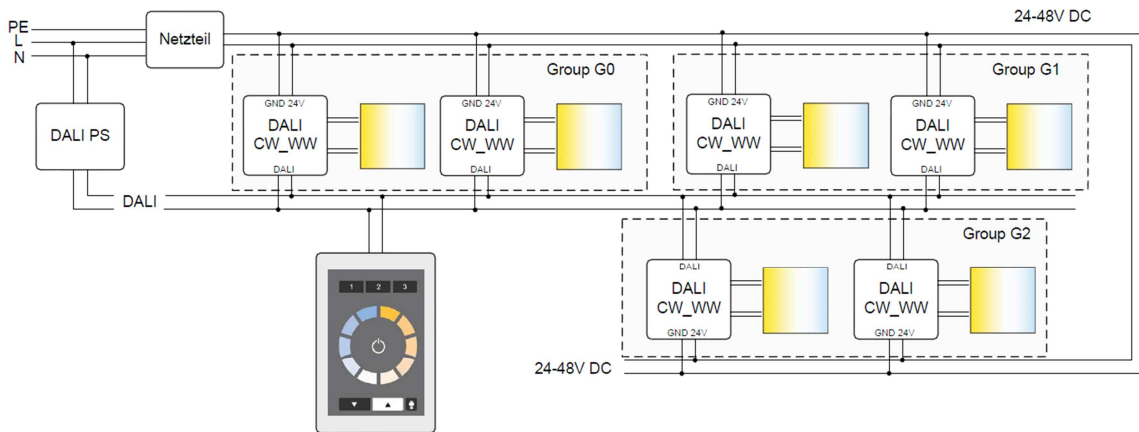 PE
L
N
Netzteil
24-48V DC
DALI PS
Group G0
GND 24V
DALI
CW_WW
DALI
GND 24V
DALI
CW_WW
DALI
Group G1
GND 24V
DALI
CW_WW
DALI
GND 24V
DALI
CW_WW
DALI
DALI
Group G2
DALI
DALI
CW_WW
GND 24V
DALI
DALI
CW_WW
GND 24V
1 2 3
24-48V DC